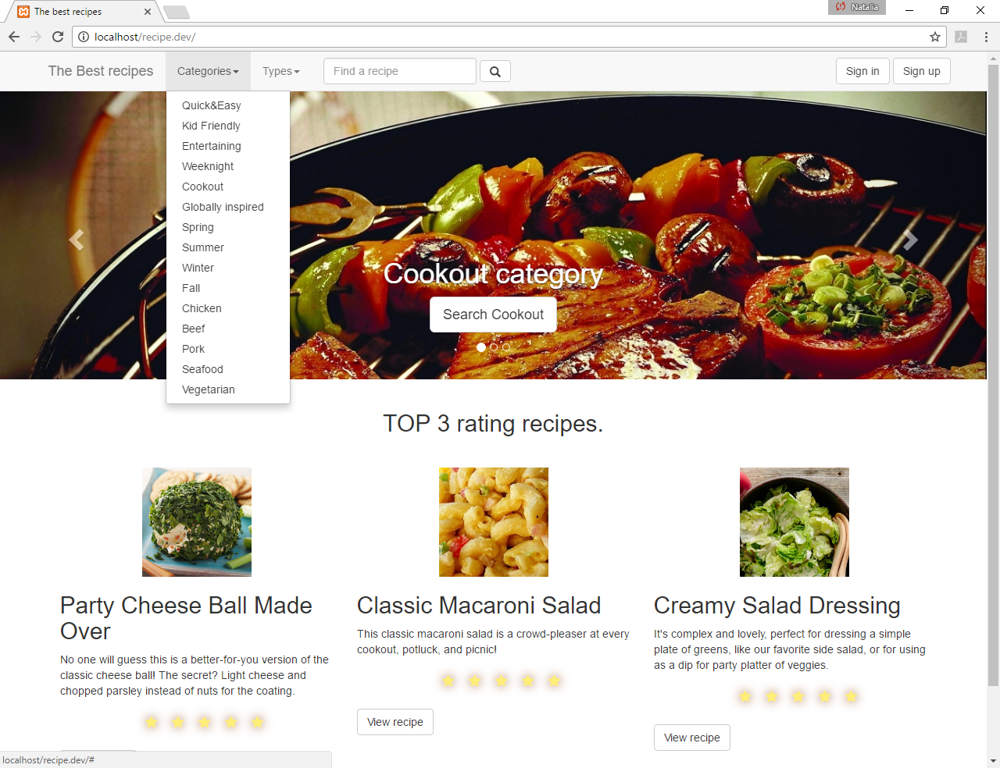 The best recipes
Natalia
localhost/recipe.dev/
The Best recipes
Categories
Types
Find a recipe
Sign in
Sign up
Quick&Easy
Kid Friendly
Entertaining
Weeknight
Cookout
Globally inspired
Spring
Summer
Winter
Fall
Chicken
Beef
Pork
Seafood
Vegetarian
Cookout category
Search Cookout
TOP 3 rating recipes.
Party Cheese Ball Made
Over
No one will guess this is a better-for-you version of the
classic cheese ball! The secret? Light cheese and
chopped parsley instead of nuts for the coating.
Classic Macaroni Salad
This classic macaroni salad is a crowd-pleaser at every
cookout, potluck, and picnic!
View recipe
Creamy Salad Dressing
It's complex and lovely, perfect for dressing a simple
plate of greens, like our favorite side salad, or for using
as a dip for party platter of veggies.
View recipe
localhost/recipe.dev/#